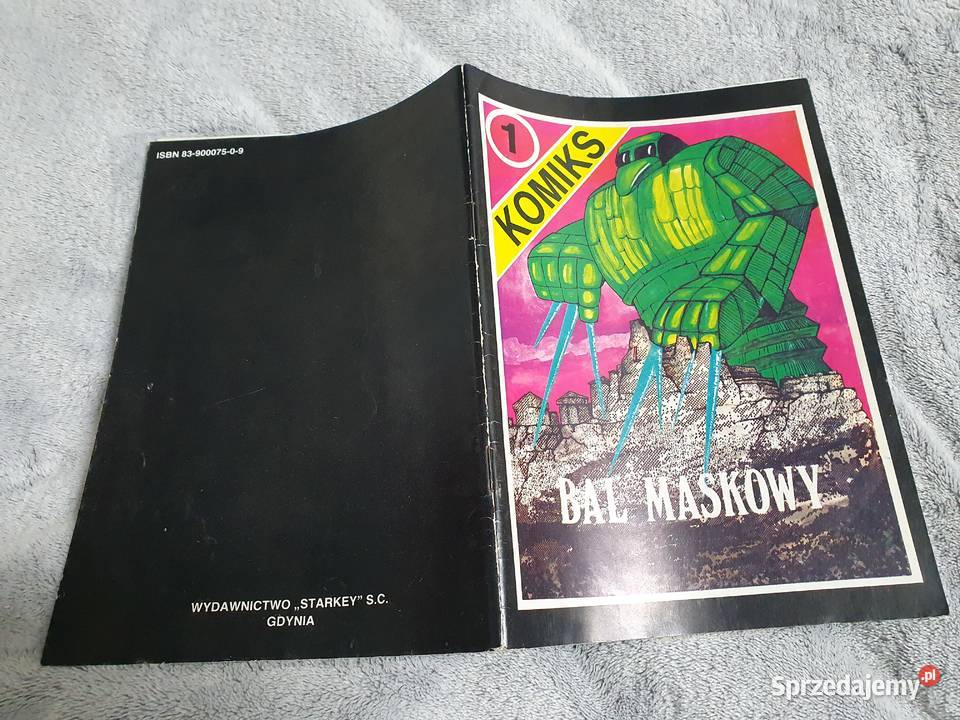 ISBN 83-900075-0-9
WYDAWNICTWO „STARKEY” S.C.
GDYNIA
1
KOMIKS
BAL MASKOWY
Sprzedajemy.pl